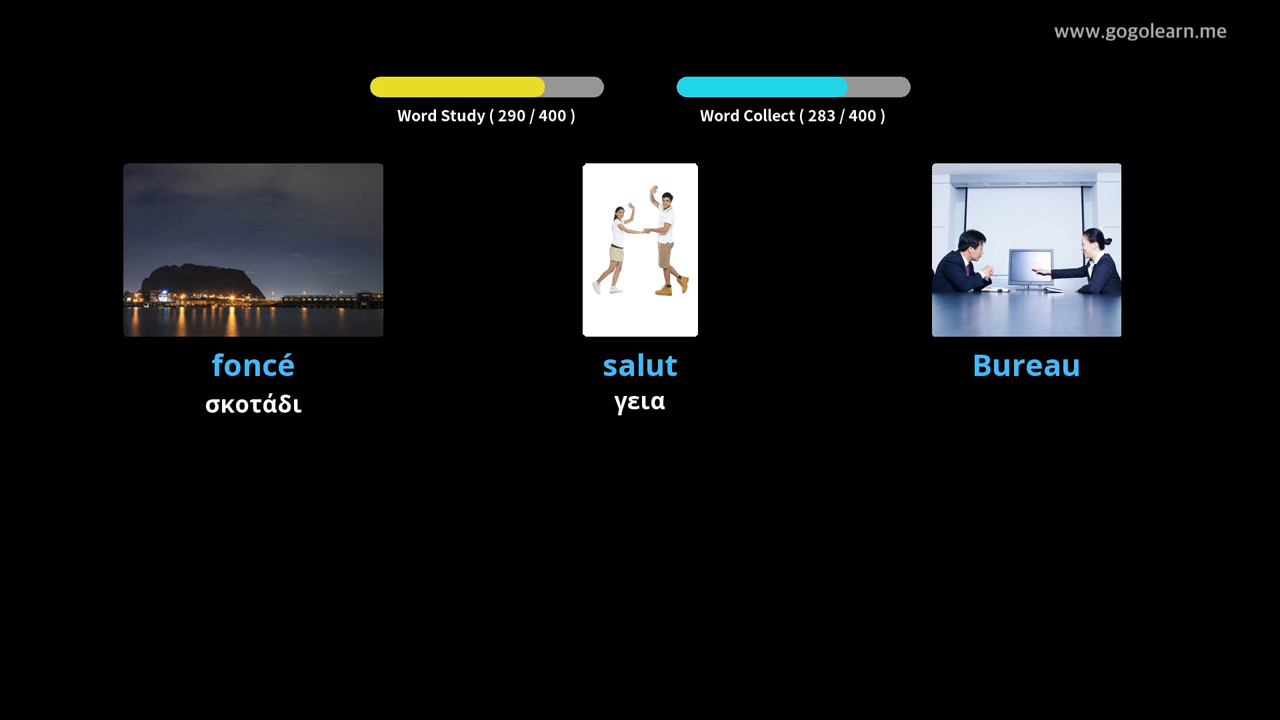 www.gogolearn.me
Word Study ( 290 / 400 )
Word Collect ( 283 / 400 )
foncé
salut
Bureau
σκοτάδι
γεια